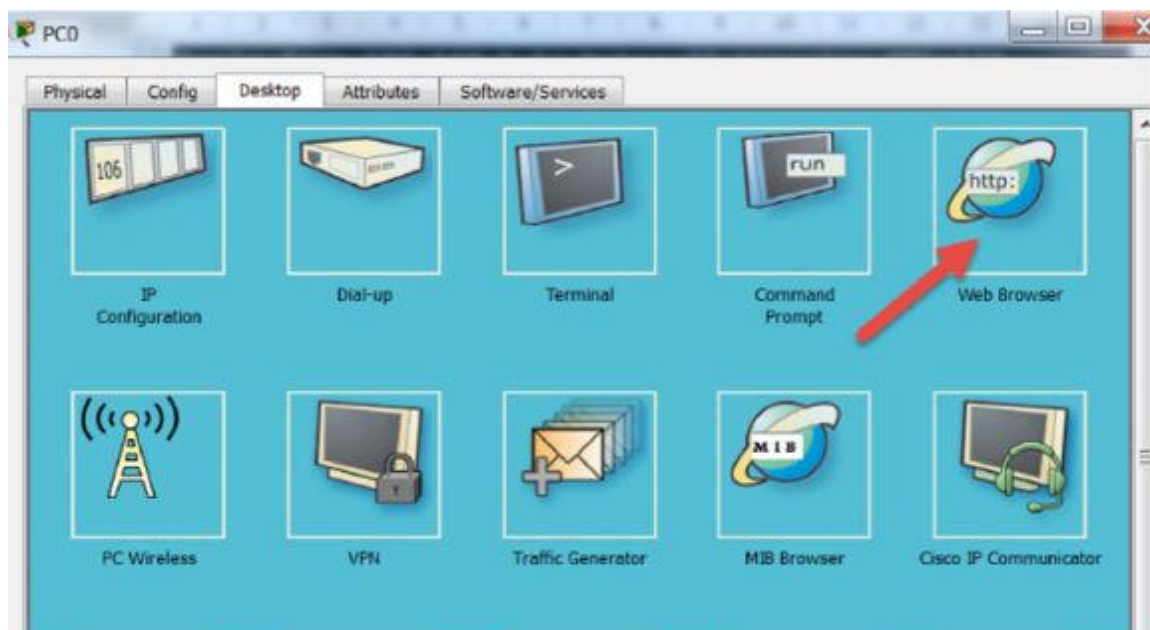 PC0
Physical Config Desktop Attributes Software/Services
106
>
run
http:
IP
Configuration
Dial-up
Terminal
Command
Prompt
Web Browser
MIB
PC Wireless
VPN
Traffic Generator
MIB Browser
Cisco IP Communicator